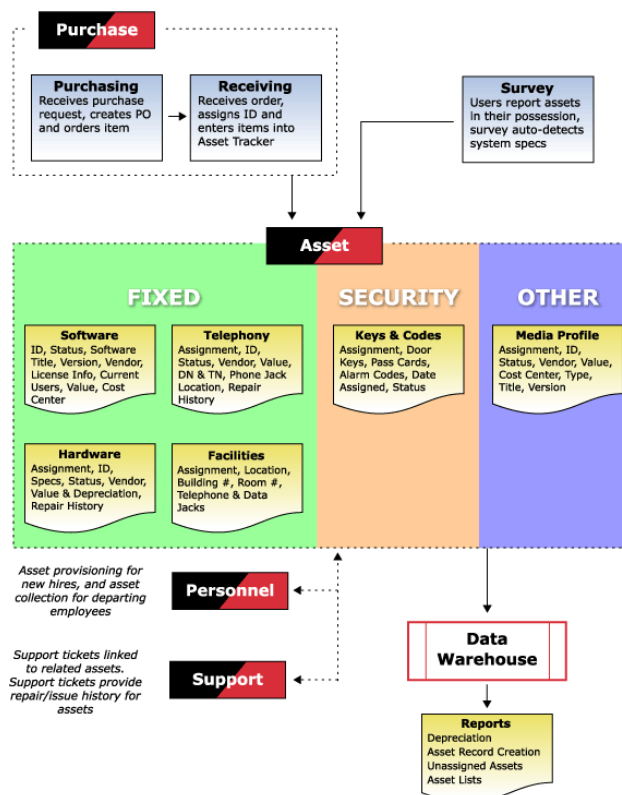 Purchase
Purchasing
Receives purchase
request, creates PO
and orders item
Receiving
Receives order,
assigns ID and
enters items into
Asset Tracker
Survey
Users report assets
in their possession,
survey auto-detects
system specs
Asset
FIXED
SECURITY
OTHER
Software
ID, Status, Software
Title, Version, Vendor,
License Info, Current
Users, Value, Cost
Center
Telephony
Assignment, ID,
Status, Vendor, Value,
DN & TN, Phone Jack
Location, Repair
History
Keys & Codes
Assignment, Door
Keys, Pass Cards,
Alarm Codes, Date
Assigned, Status
Media Profile
Assignment, ID,
Status, Vendor, Value,
Cost Center, Type,
Title, Version
Hardware
Assignment, ID,
Specs, Status, Vendor,
Value & Depreciation,
Repair History
Facilities
Assignment, Location,
Building #, Room #,
Telephone & Data
Jacks
Asset provisioning for
new hires, and asset
collection for departing
employees
Personnel
Support tickets linked
to related assets.
Support tickets provide
repair/issue history for
assets
Support
Data
Warehouse
Reports
Depreciation
Asset Record Creation
Unassigned Assets
Asset Lists